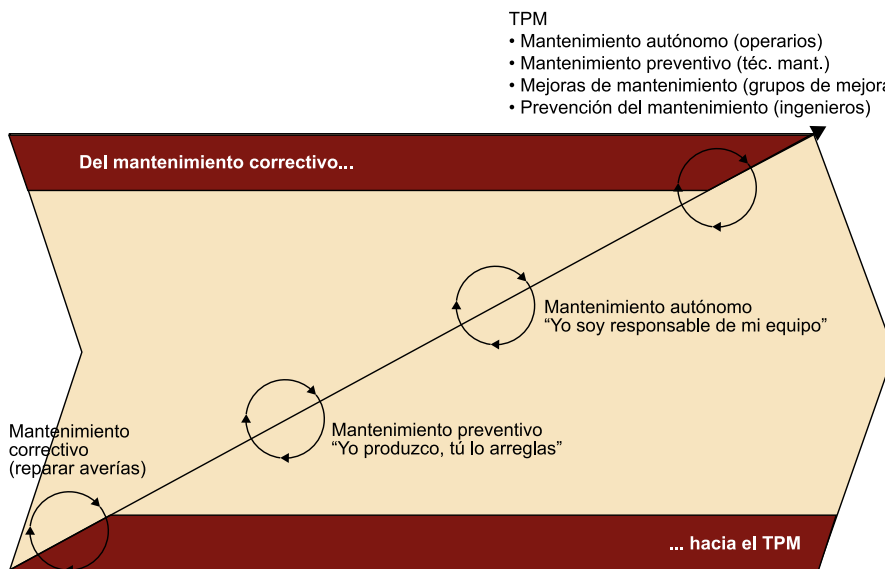 TPM
• Mantenimiento autónomo (operarios)
• Mantenimiento preventivo (téc. mant.)
• Mejoras de mantenimiento (grupos de mejora
• Prevención del mantenimiento (ingenieros)
Del mantenimiento correctivo...
Mantenimiento autónomo
“Yo soy responsable de mi equipo”
Mantenimiento preventivo
“Yo produzco, tú lo arreglas”
Mantenimiento
correctivo
(reparar averías)
... hacia el TPM